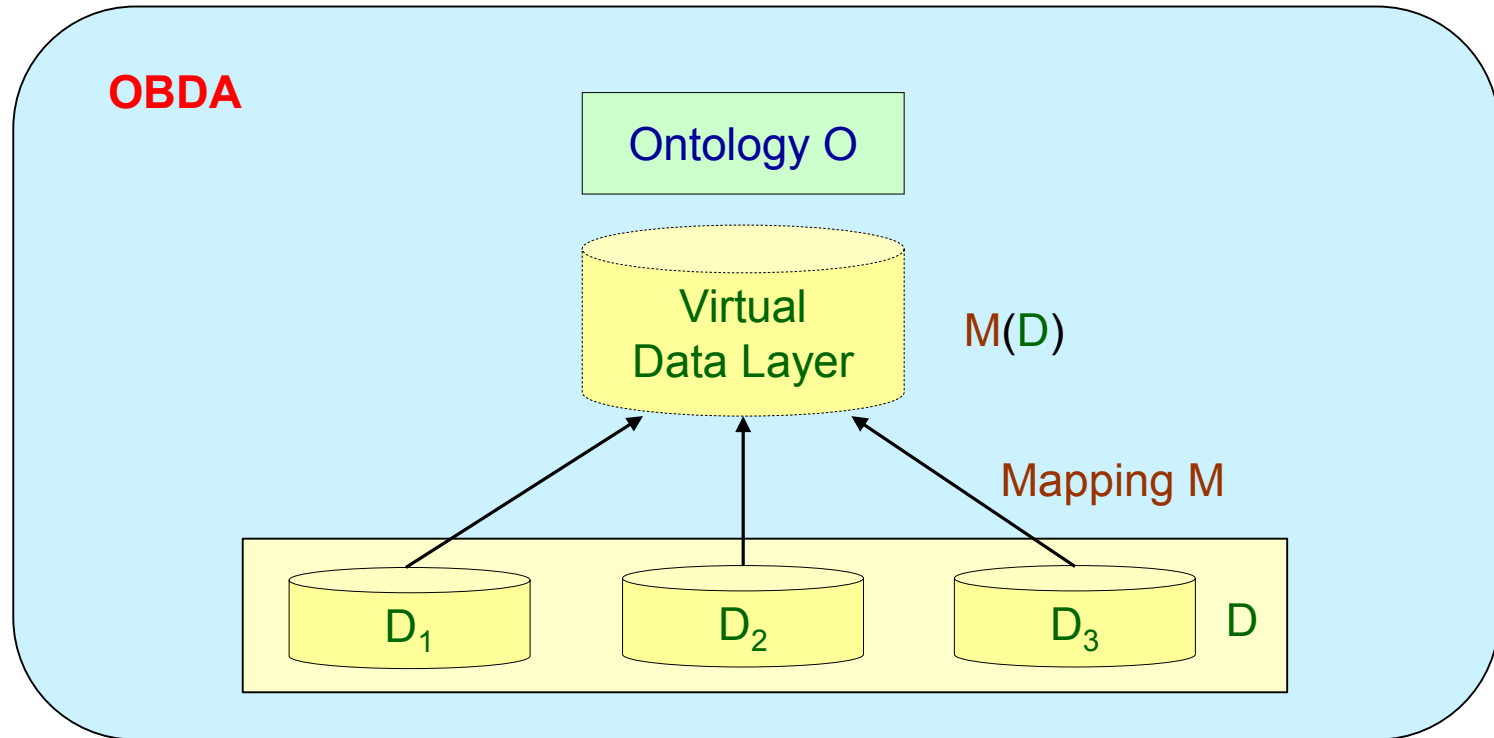 OBDA
Ontology O
Virtual
Data Layer
M(D)
Mapping M
D₁
D₂
D₃
D